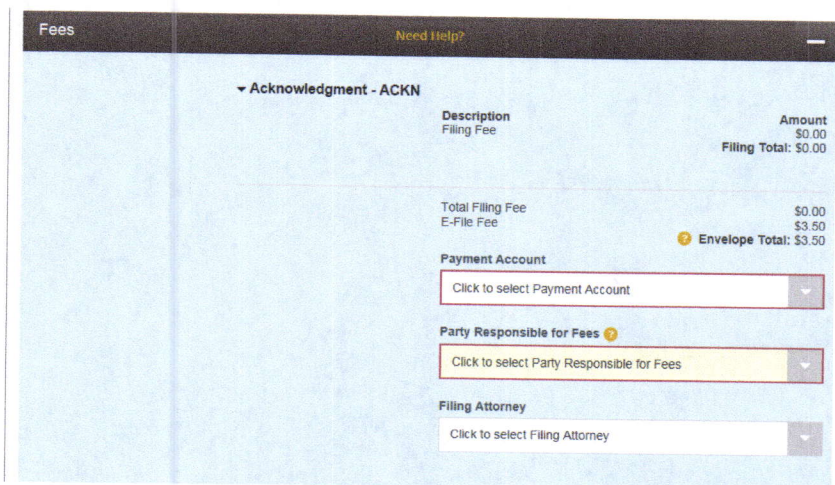 Fees
Need Help?
Acknowledgment - ACKN
Description Amount
Filing Fee $0.00
Filing Total: $0.00
Total Filing Fee $0.00
E-File Fee $3.50
? Envelope Total: $3.50
Payment Account
Click to select Payment Account
Party Responsible for Fees ?
Click to select Party Responsible for Fees
Filing Attorney
Click to select Filing Attorney